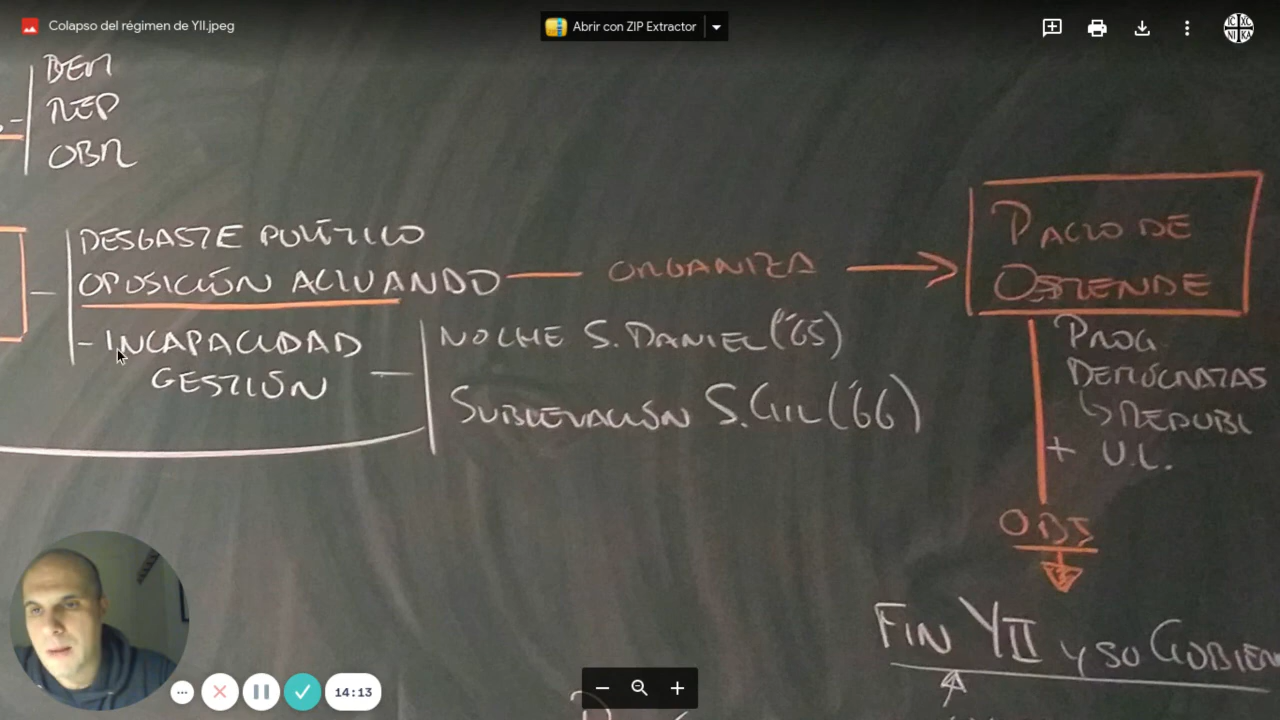 Colapso del régimen de YII.jpeg
Abrir con ZIP Extractor
DEM
REP
OBR
DESGASTE POLÍTICO
OPOSICIÓN ACTUANDO
ORGANIZA
PACTO DE
OSTENDE
- INCAPACIDAD
GESTIÓN
NOCHE S. DANIEL ('65)
SUBLEVACIÓN S. GIL ('66)
PROG.
DEMÓCRATAS
↳ REPUBL
+ U.L.
OBJ
FIN YII y SU GOBIEN
14:13